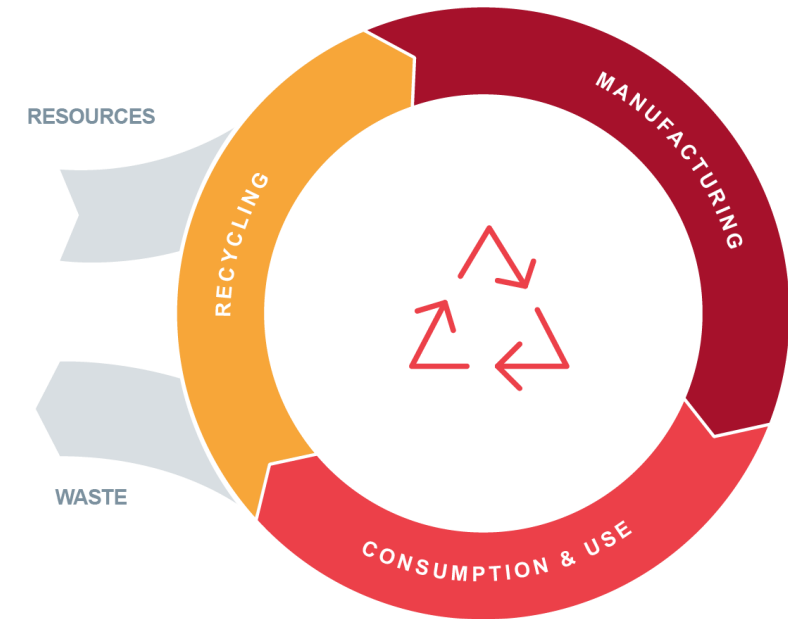 RESOURCES
MANUFACTURING
RECYCLING
WASTE
CONSUMPTION & USE